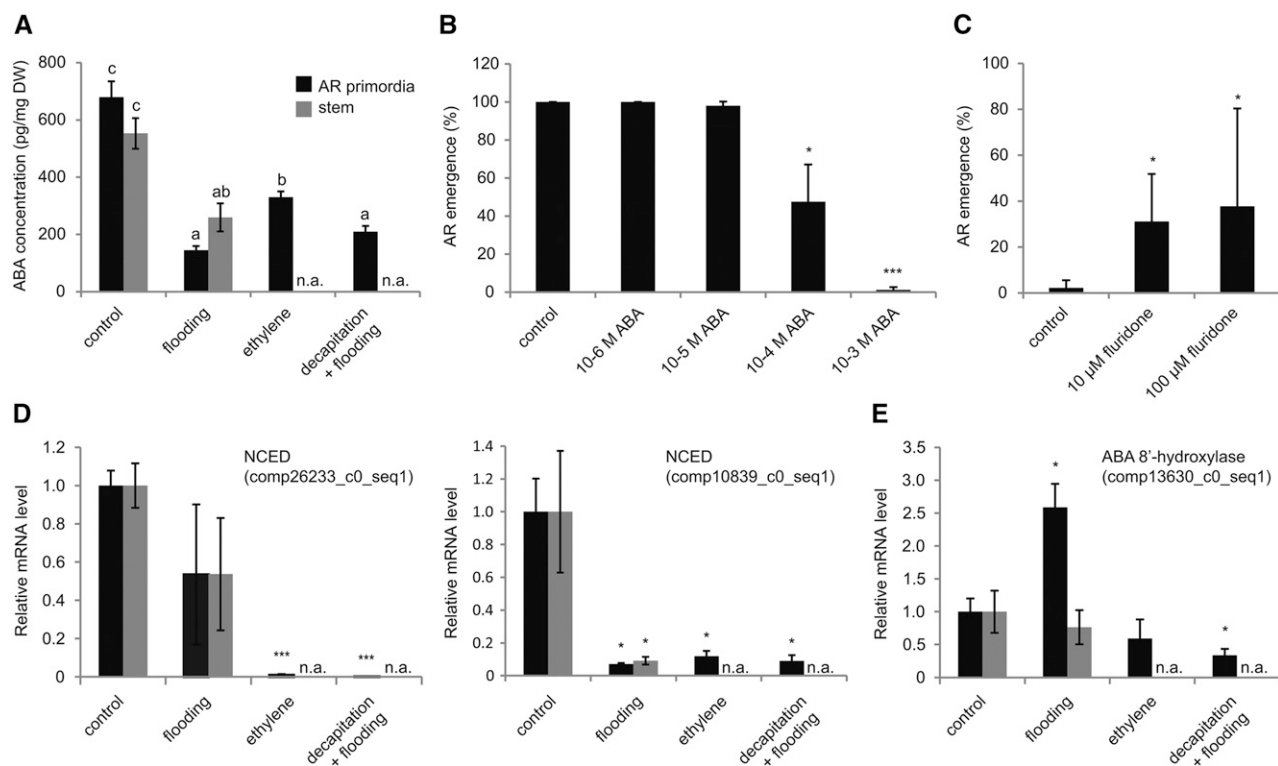 A
ABA concentration (pg/mg DW)
800
600
400
200
0
c
c
a
ab
b
a
n.a.
n.a.
AR primordia
stem
control
flooding
ethylene
decapitation
+ flooding
B
AR emergence (%)
120
100
80
60
40
20
0
*
***
control
10-6 M ABA
10-5 M ABA
10-4 M ABA
10-3 M ABA
C
AR emergence (%)
100
80
60
40
20
0
*
*
control
10 µM fluridone
100 µM fluridone
D
Relative mRNA level
1.2
1.0
0.8
0.6
0.4
0.2
0
NCED
(comp26233_c0_seq1)
***
n.a.
***
n.a.
control
flooding
ethylene
decapitation
+ flooding
Relative mRNA level
1.4
1.2
1.0
0.8
0.6
0.4
0.2
0
NCED
(comp10839_c0_seq1)
*
*
*
n.a.
*
n.a.
control
flooding
ethylene
decapitation
+ flooding
E
Relative mRNA level
3.5
3.0
2.5
2.0
1.5
1.0
0.5
0
ABA 8'-hydroxylase
(comp13630_c0_seq1)
*
n.a.
*
n.a.
control
flooding
ethylene
decapitation
+ flooding